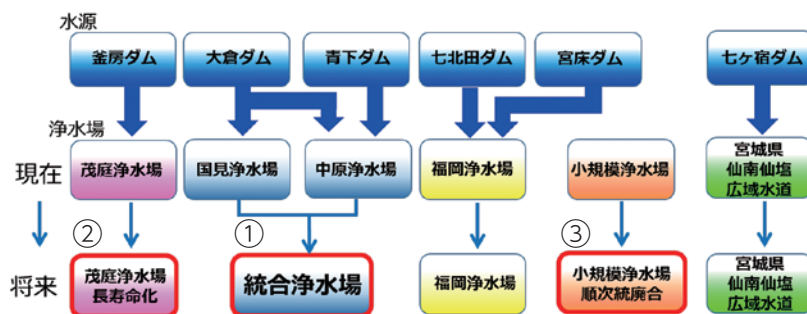 水源
釜房ダム
大倉ダム
青下ダム
七北田ダム
宮床ダム
七ヶ宿ダム
浄水場
現在
茂庭浄水場
国見浄水場
中原浄水場
福岡浄水場
小規模浄水場
宮城県
仙南仙塩
広域水道
②
①
③
将来
茂庭浄水場
長寿命化
統合浄水場
福岡浄水場
小規模浄水場
順次統廃合
宮城県
仙南仙塩
広域水道